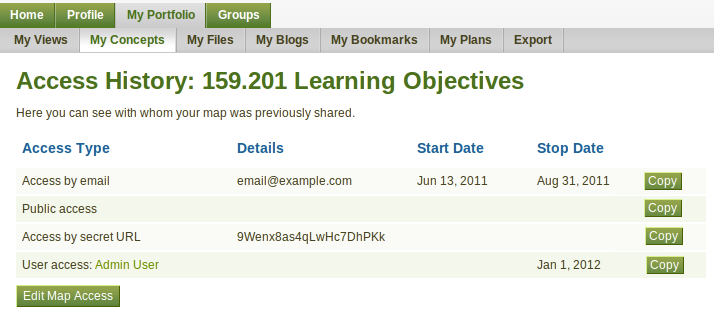 Home Profile My Portfolio Groups
My Views My Concepts My Files My Blogs My Bookmarks My Plans Export
Access History: 159.201 Learning Objectives
Here you can see with whom your map was previously shared.
Access Type Details Start Date Stop Date
Access by email email@example.com Jun 13, 2011 Aug 31, 2011 Copy
Public access Copy
Access by secret URL 9Wenx8as4qLwHc7DhPKk Copy
User access: Admin User Jan 1, 2012 Copy
Edit Map Access